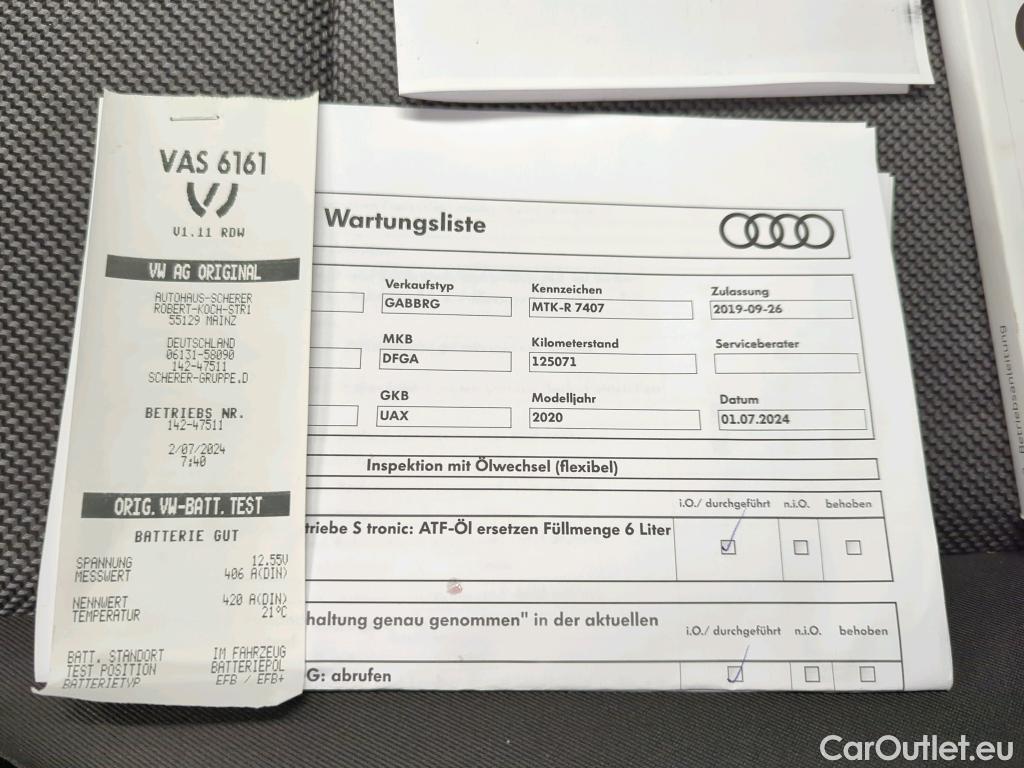 VAS 6161
V1.11 RDW
VW AG ORIGINAL
AUTOHAUS-SCHERER
ROBERT-KOCH-STR1
55129 MAINZ
DEUTSCHLAND
06131-58090
142-47511
SCHERER-GRUPPE.D
BETRIEBS NR.
142-47511
2/07/2024
7:40
ORIG. VW-BATT. TEST
BATTERIE GUT
SPANNUNG 12.55V
MESSWERT 406 A(DIN)
NENNWERT 420 A(DIN)
TEMPERATUR 21°C
BATT. STANDORT IM FAHRZEUG
TEST POSITION BATTERIEPOL
BATTERIETYP EFB / EFB+
Wartungsliste
Verkaufstyp Kennzeichen Zulassung
GABBRG MTK-R 7407 2019-09-26
MKB Kilometerstand Serviceberater
DFGA 125071
GKB Modelljahr Datum
UAX 2020 01.07.2024
Inspektion mit Ölwechsel (flexibel)
i.O./ durchgeführt n.i.O. behoben
triebe S tronic: ATF-Öl ersetzen Füllmenge 6 Liter
haltung genau genommen" in der aktuellen
i.O./ durchgeführt n.i.O. behoben
G: abrufen
Betriebsanleitung
CarOutlet.eu